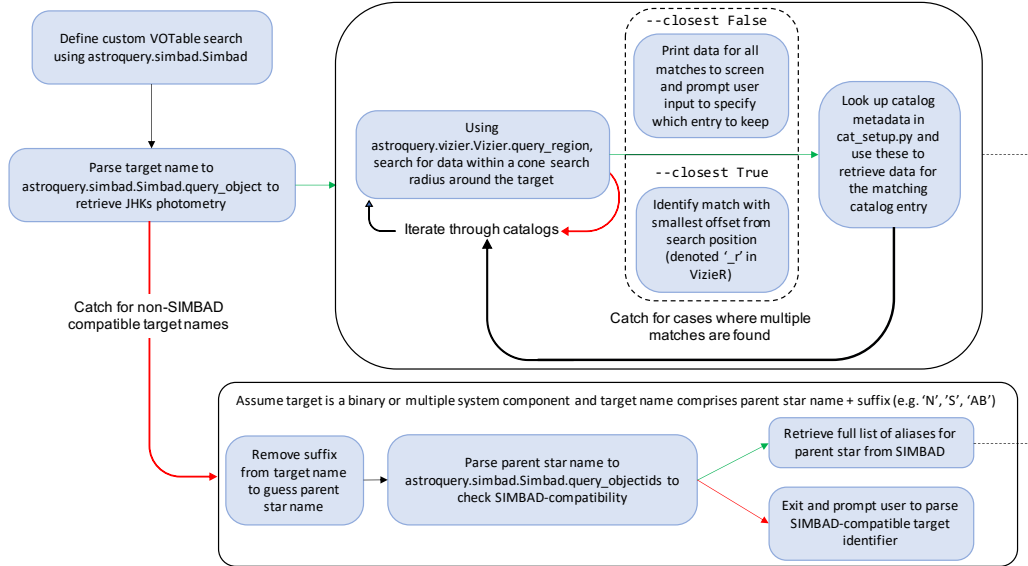 Define custom VOTable search
using astroquery.simbad.Simbad
Parse target name to
astroquery.simbad.Simbad.query_object to
retrieve JHKs photometry
Catch for non-SIMBAD
compatible target names
Using
astroquery.vizier.Vizier.query_region,
search for data within a cone search
radius around the target
Iterate through catalogs
--closest False
Print data for all
matches to screen
and prompt user
input to specify
which entry to keep
--closest True
Identify match with
smallest offset from
search position
(denoted ‘_r’ in
VizieR)
Catch for cases where multiple
matches are found
Look up catalog
metadata in
cat_setup.py and
use these to
retrieve data for
the matching
catalog entry
Assume target is a binary or multiple system component and target name comprises parent star name + suffix (e.g. ‘N’, ’S’, ‘AB’)
Remove suffix
from target name
to guess parent
star name
Parse parent star name to
astroquery.simbad.Simbad.query_objectids to
check SIMBAD-compatibility
Retrieve full list of aliases for
parent star from SIMBAD
Exit and prompt user to parse
SIMBAD-compatible target
identifier